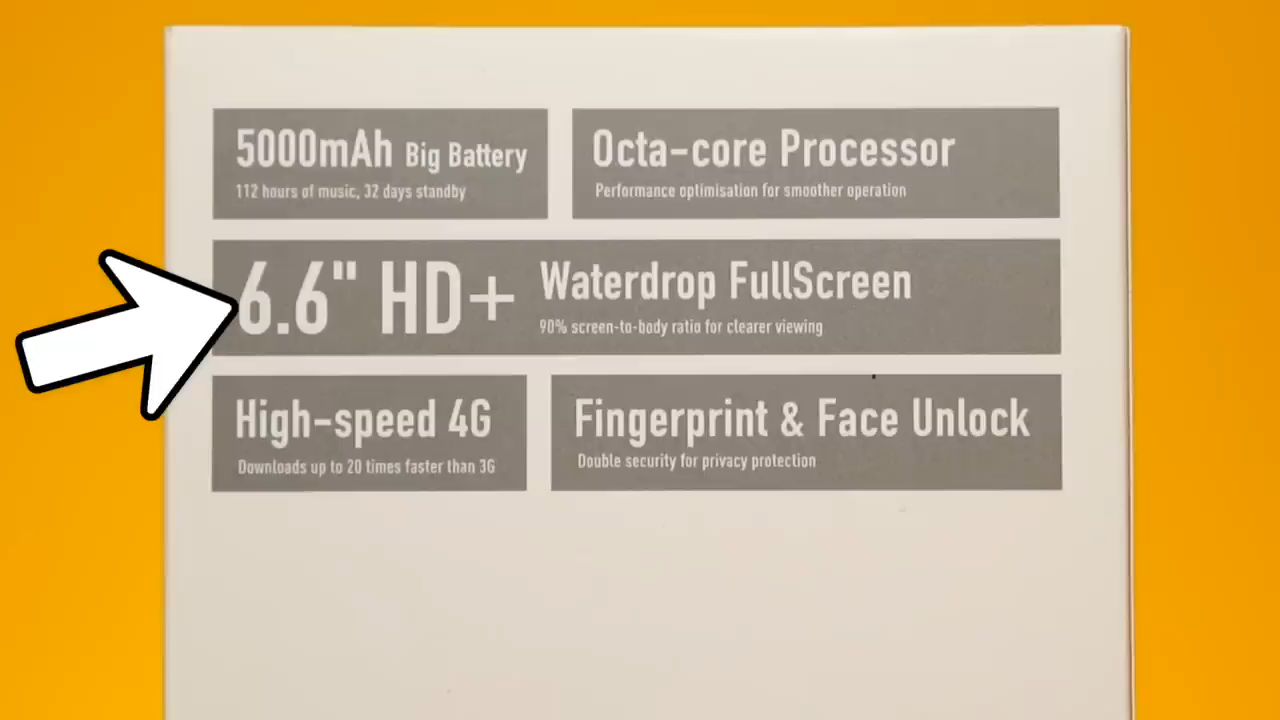 5000mAh Big Battery
112 hours of music, 32 days standby
Octa-core Processor
Performance optimisation for smoother operation
6.6" HD+
Waterdrop FullScreen
90% screen-to-body ratio for clearer viewing
High-speed 4G
Downloads up to 20 times faster than 3G
Fingerprint & Face Unlock
Double security for privacy protection